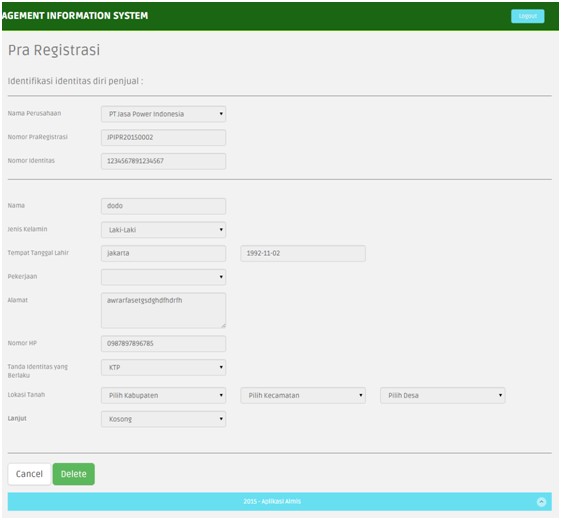 AGEMENT INFORMATION SYSTEM
Logout
Pra Registrasi
Identifikasi identitas diri penjual :
Nama Perusahaan PT.Jasa Power Indonesia
Nomor PraRegistrasi JPJPR20150002
Nomor Identitas 1234567891234567
Nama dodo
Jenis Kelamin Laki-Laki
Tempat Tanggal Lahir jakarta 1992-11-02
Pekerjaan
Alamat awrarfasetgsdghdfhdrfh
Nomor HP 0987897896785
Tanda Identitas yang
Berlaku KTP
Lokasi Tanah Pilih Kabupaten Pilih Kecamatan Pilih Desa
Lanjut Kosong
Cancel Delete
2015 - Aplikasi Almis